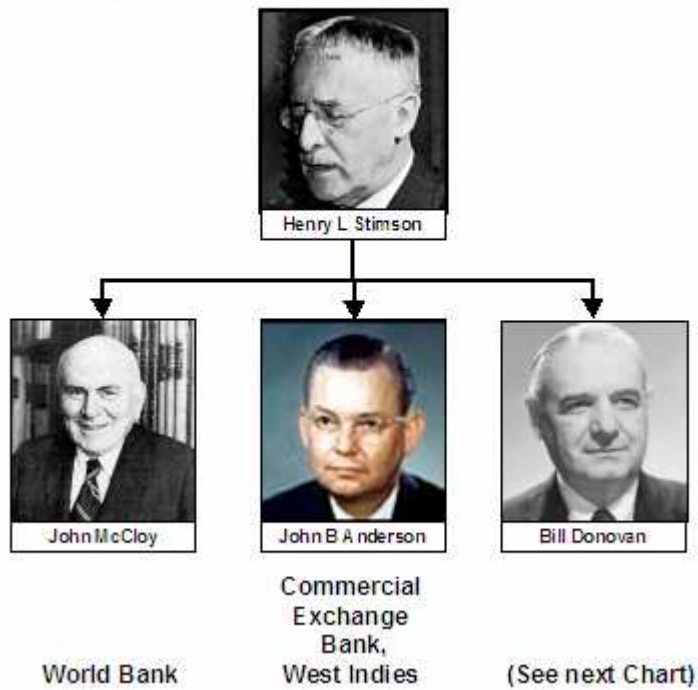 Henry L Stimson
John McCloy
John B Anderson
Bill Donovan
World Bank
Commercial
Exchange
Bank,
West Indies
(See next Chart)